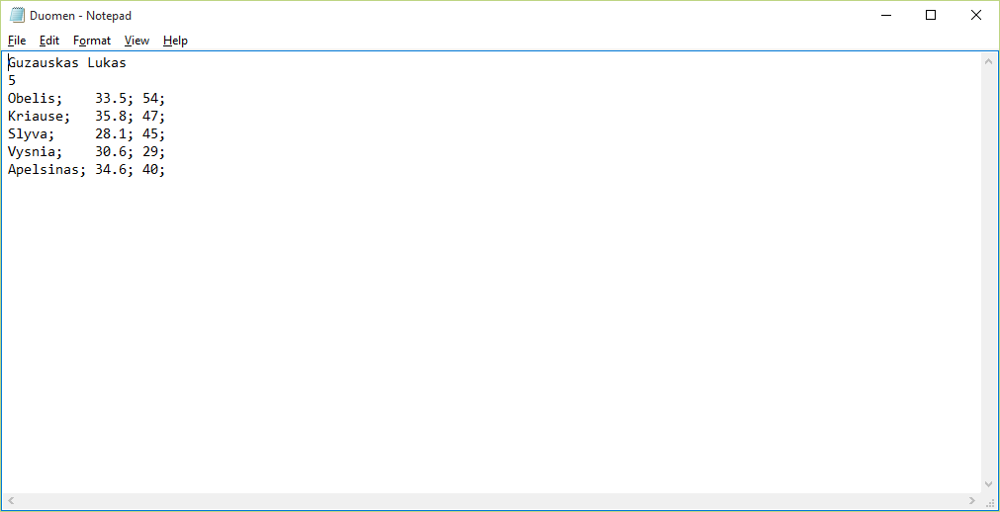 Duomen - Notepad
File Edit Format View Help
Guzauskas Lukas
5
Obelis;    33.5; 54;
Kriause;   35.8; 47;
Slyva;     28.1; 45;
Vysnia;    30.6; 29;
Apelsinas; 34.6; 40;